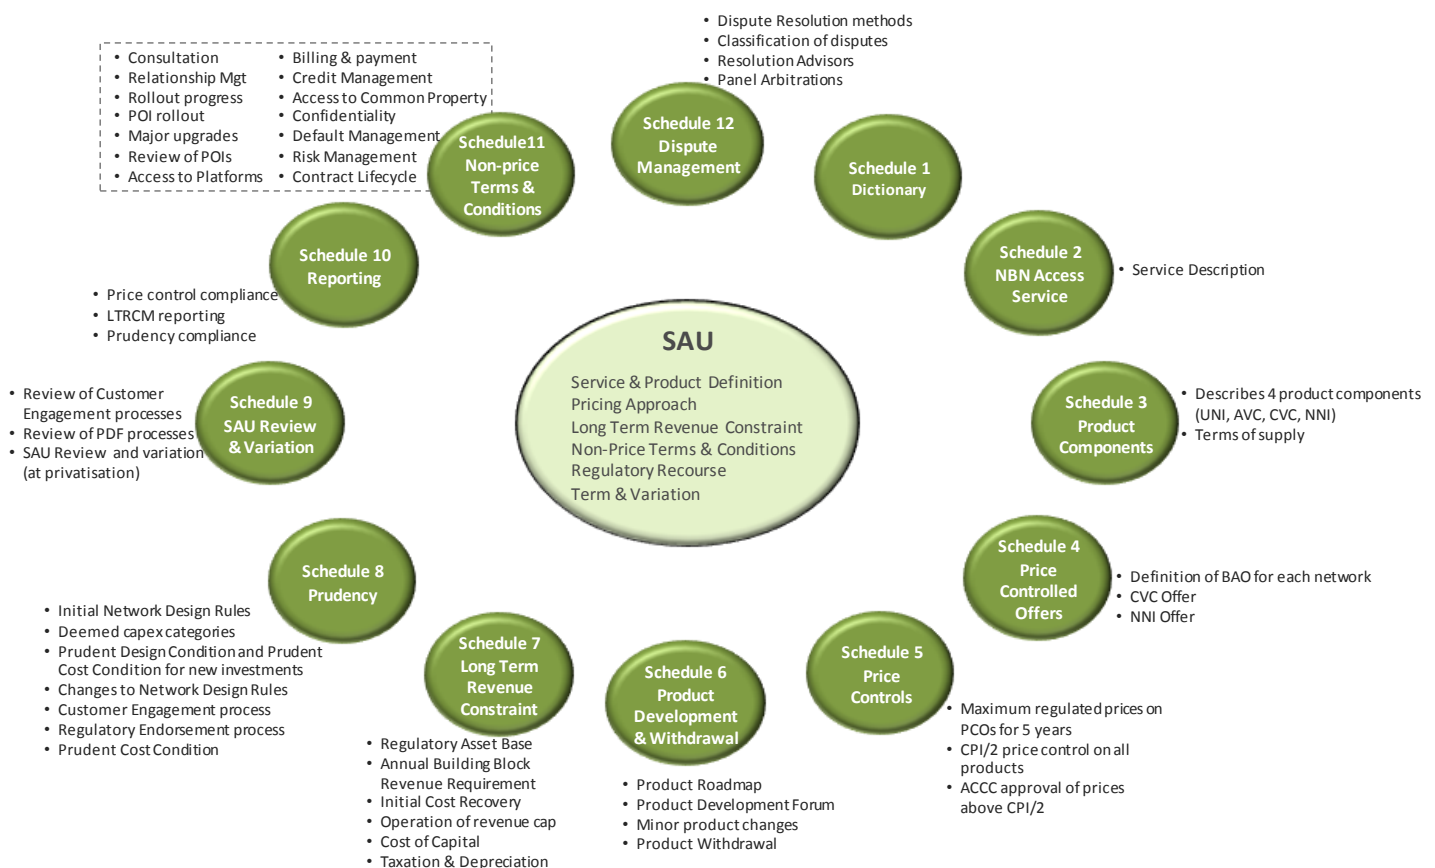 • Dispute Resolution methods
• Classification of disputes
• Resolution Advisors
• Panel Arbitrations
• Consultation
• Relationship Mgt
• Rollout progress
• POI rollout
• Major upgrades
• Review of POIs
• Access to Platforms
• Billing & payment
• Credit Management
• Access to Common Property
• Confidentiality
• Default Management
• Risk Management
• Contract Lifecycle
Schedule11
Non-price
Terms &
Conditions
Schedule 12
Dispute
Management
Schedule 1
Dictionary
Schedule 2
NBN Access
Service
• Service Description
Schedule 10
Reporting
• Price control compliance
• LTRCM reporting
• Prudency compliance
SAU
Service & Product Definition
Pricing Approach
Long Term Revenue Constraint
Non-Price Terms & Conditions
Regulatory Recourse
Term & Variation
Schedule 3
Product
Components
• Describes 4 product components
(UNI, AVC, CVC, NNI)
• Terms of supply
• Review of Customer
Engagement processes
• Review of PDF processes
• SAU Review and variation
(at privatisation)
Schedule 9
SAU Review
& Variation
Schedule 4
Price
Controlled
Offers
• Definition of BAO for each network
• CVC Offer
• NNI Offer
Schedule 8
Prudency
• Initial Network Design Rules
• Deemed capex categories
• Prudent Design Condition and Prudent
Cost Condition for new investments
• Changes to Network Design Rules
• Customer Engagement process
• Regulatory Endorsement process
• Prudent Cost Condition
Schedule 7
Long Term
Revenue
Constraint
• Regulatory Asset Base
• Annual Building Block
Revenue Requirement
• Initial Cost Recovery
• Operation of revenue cap
• Cost of Capital
• Taxation & Depreciation
Schedule 6
Product
Development
& Withdrawal
• Product Roadmap
• Product Development Forum
• Minor product changes
• Product Withdrawal
Schedule 5
Price
Controls
• Maximum regulated prices on
PCOs for 5 years
• CPI/2 price control on all
products
• ACCC approval of prices
above CPI/2